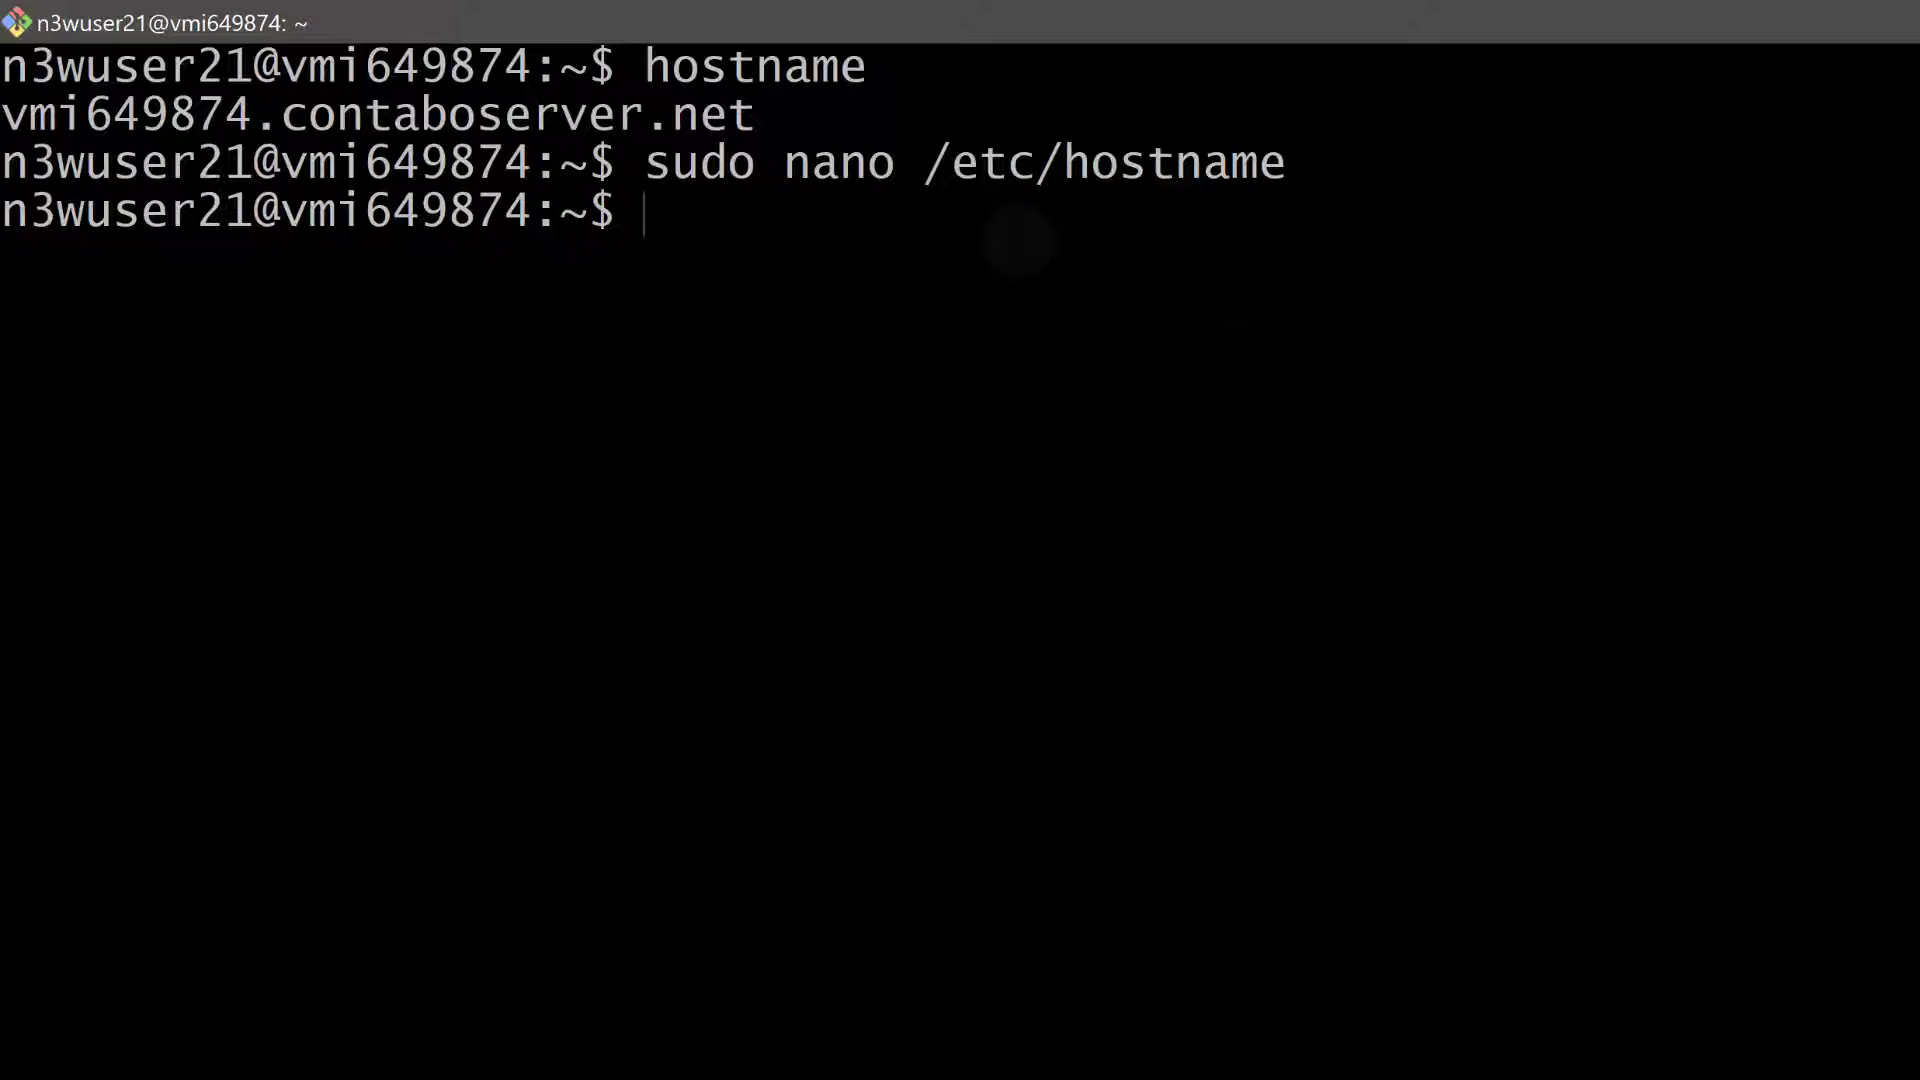 n3wuser21@vmi649874: ~
n3wuser21@vmi649874:~$ hostname
vmi649874.contaboserver.net
n3wuser21@vmi649874:~$ sudo nano /etc/hostname
n3wuser21@vmi649874:~$